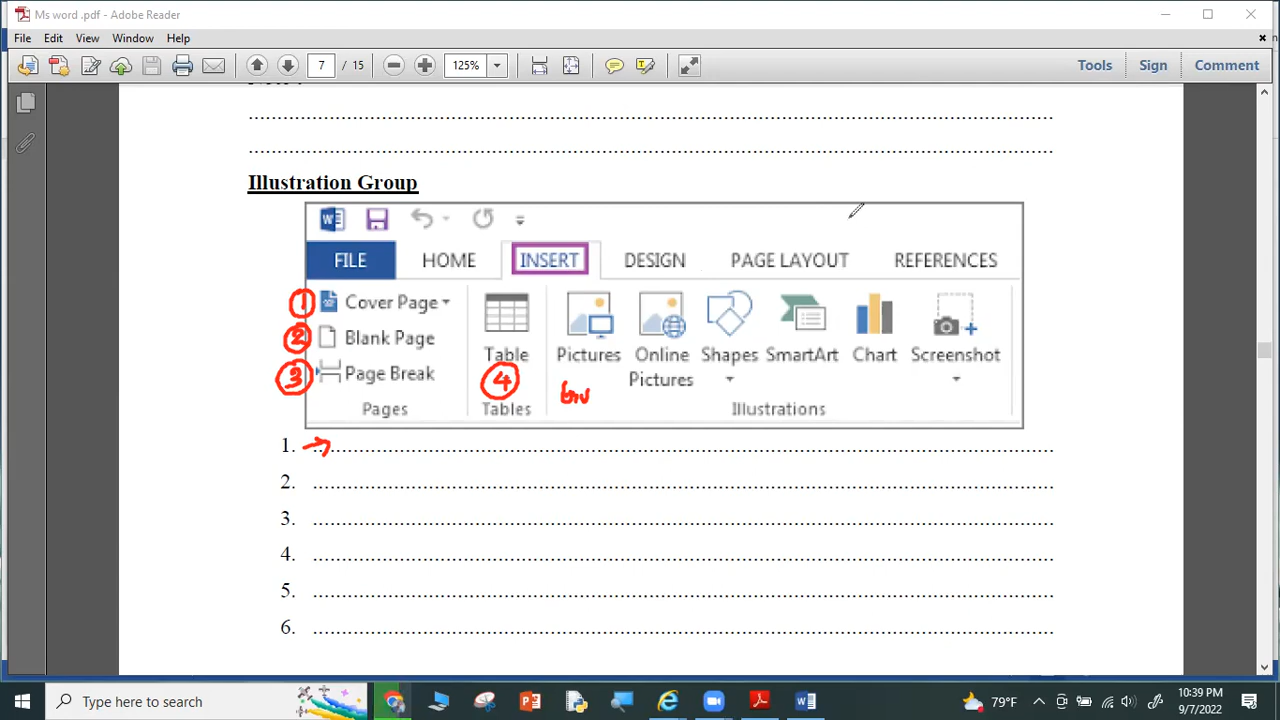 Ms word .pdf - Adobe Reader
File Edit View Window Help
7 / 15 125% Tools Sign Comment
Illustration Group
FILE HOME INSERT DESIGN PAGE LAYOUT REFERENCES
1 Cover Page
2 Blank Page
3 Page Break
Pages
Table
4
Tables
Pictures
Online Pictures
Shapes
SmartArt
Chart
Screenshot
Illustrations
1. ................................................
2. ................................................
3. ................................................
4. ................................................
5. ................................................
6. ................................................
Type here to search
79°F
10:39 PM
9/7/2022